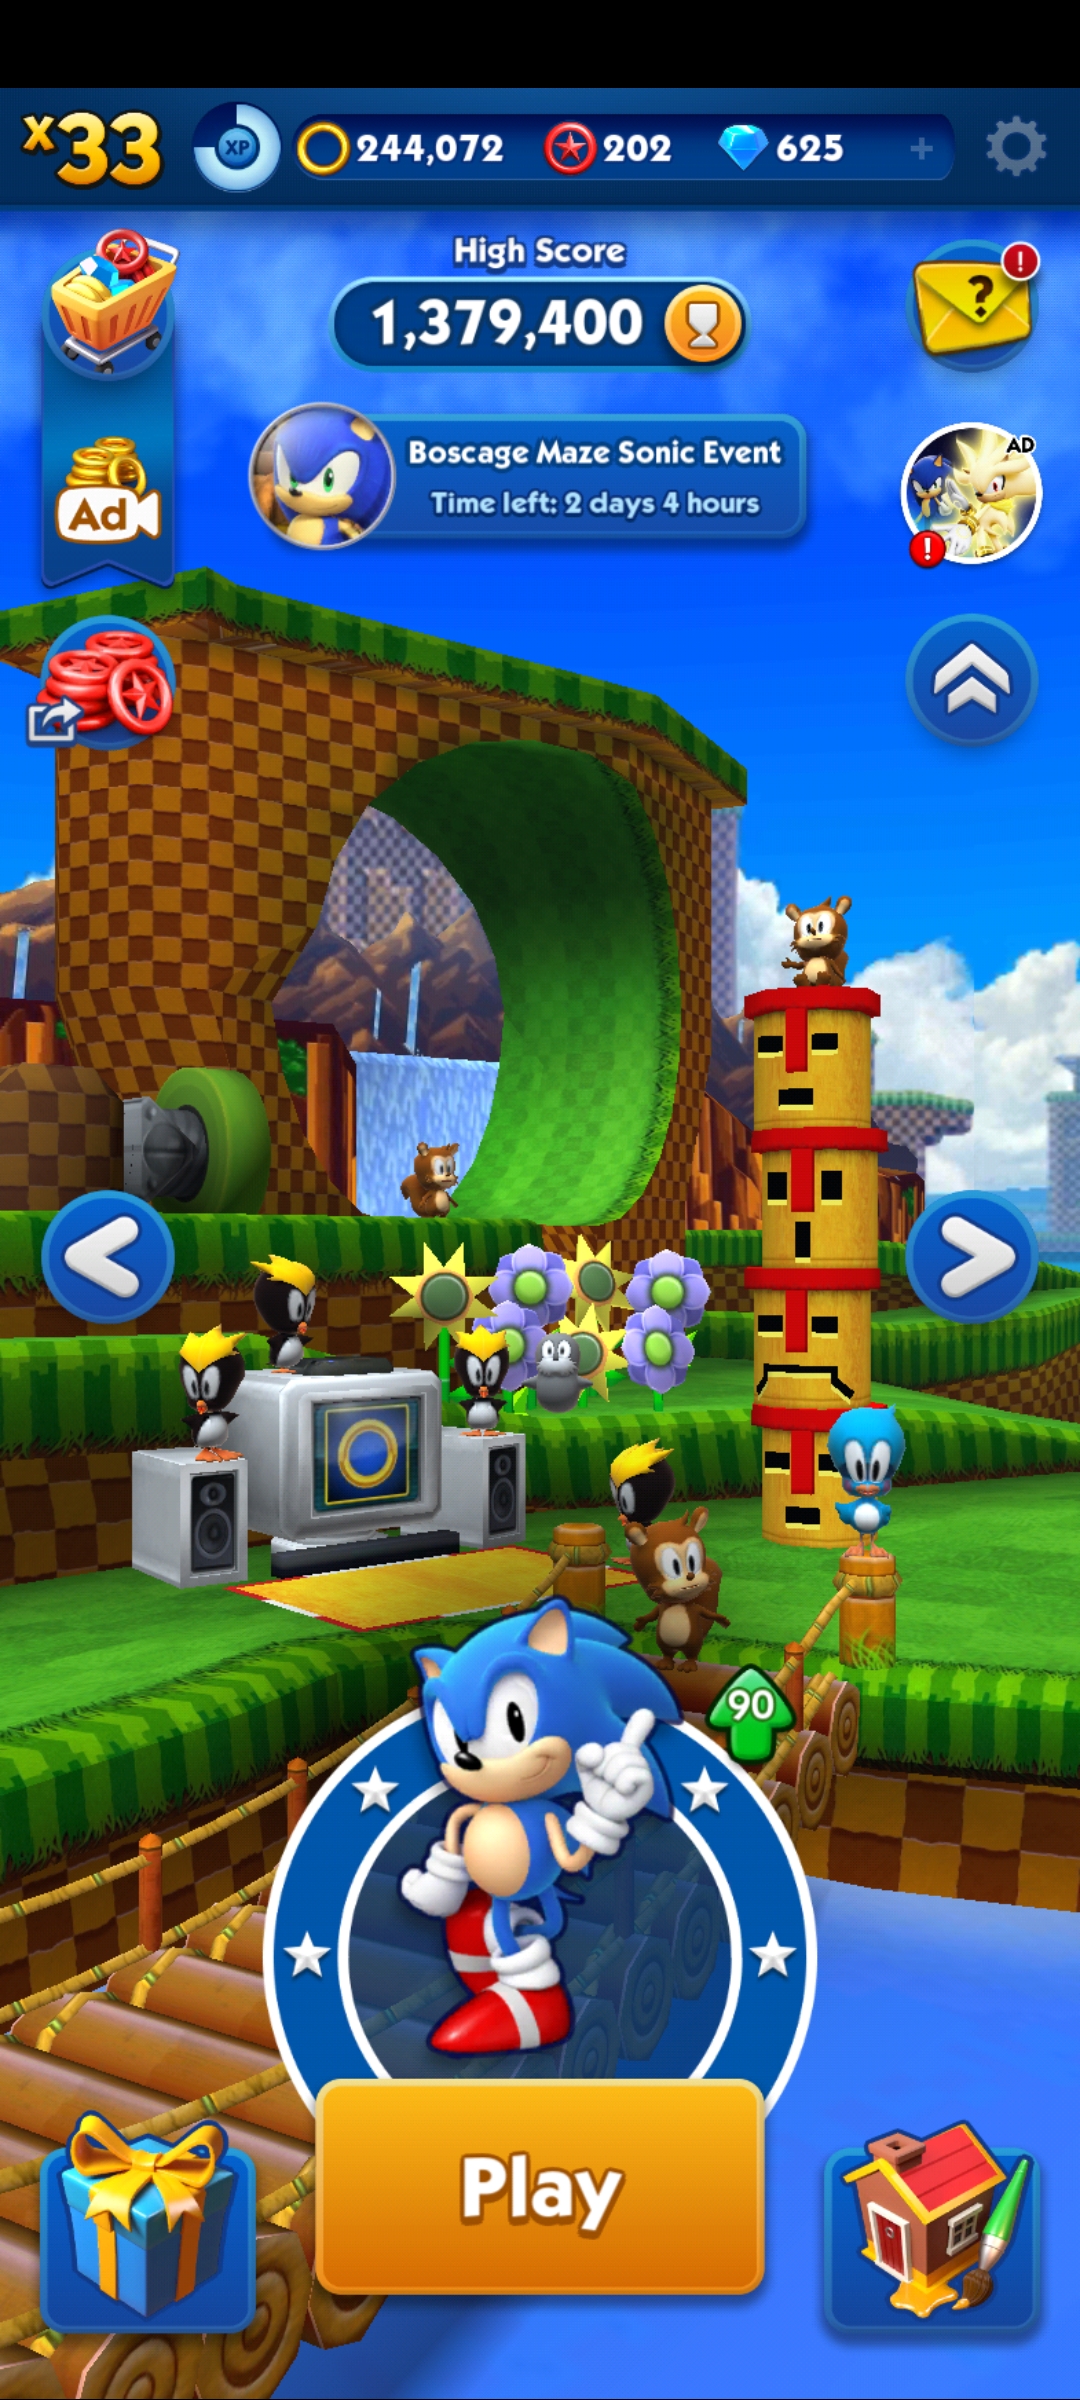 x33
XP
244,072
202
625
+
High Score
1,379,400
?
!
Ad
Boscage Maze Sonic Event
Time left: 2 days 4 hours
AD
!
90
Play